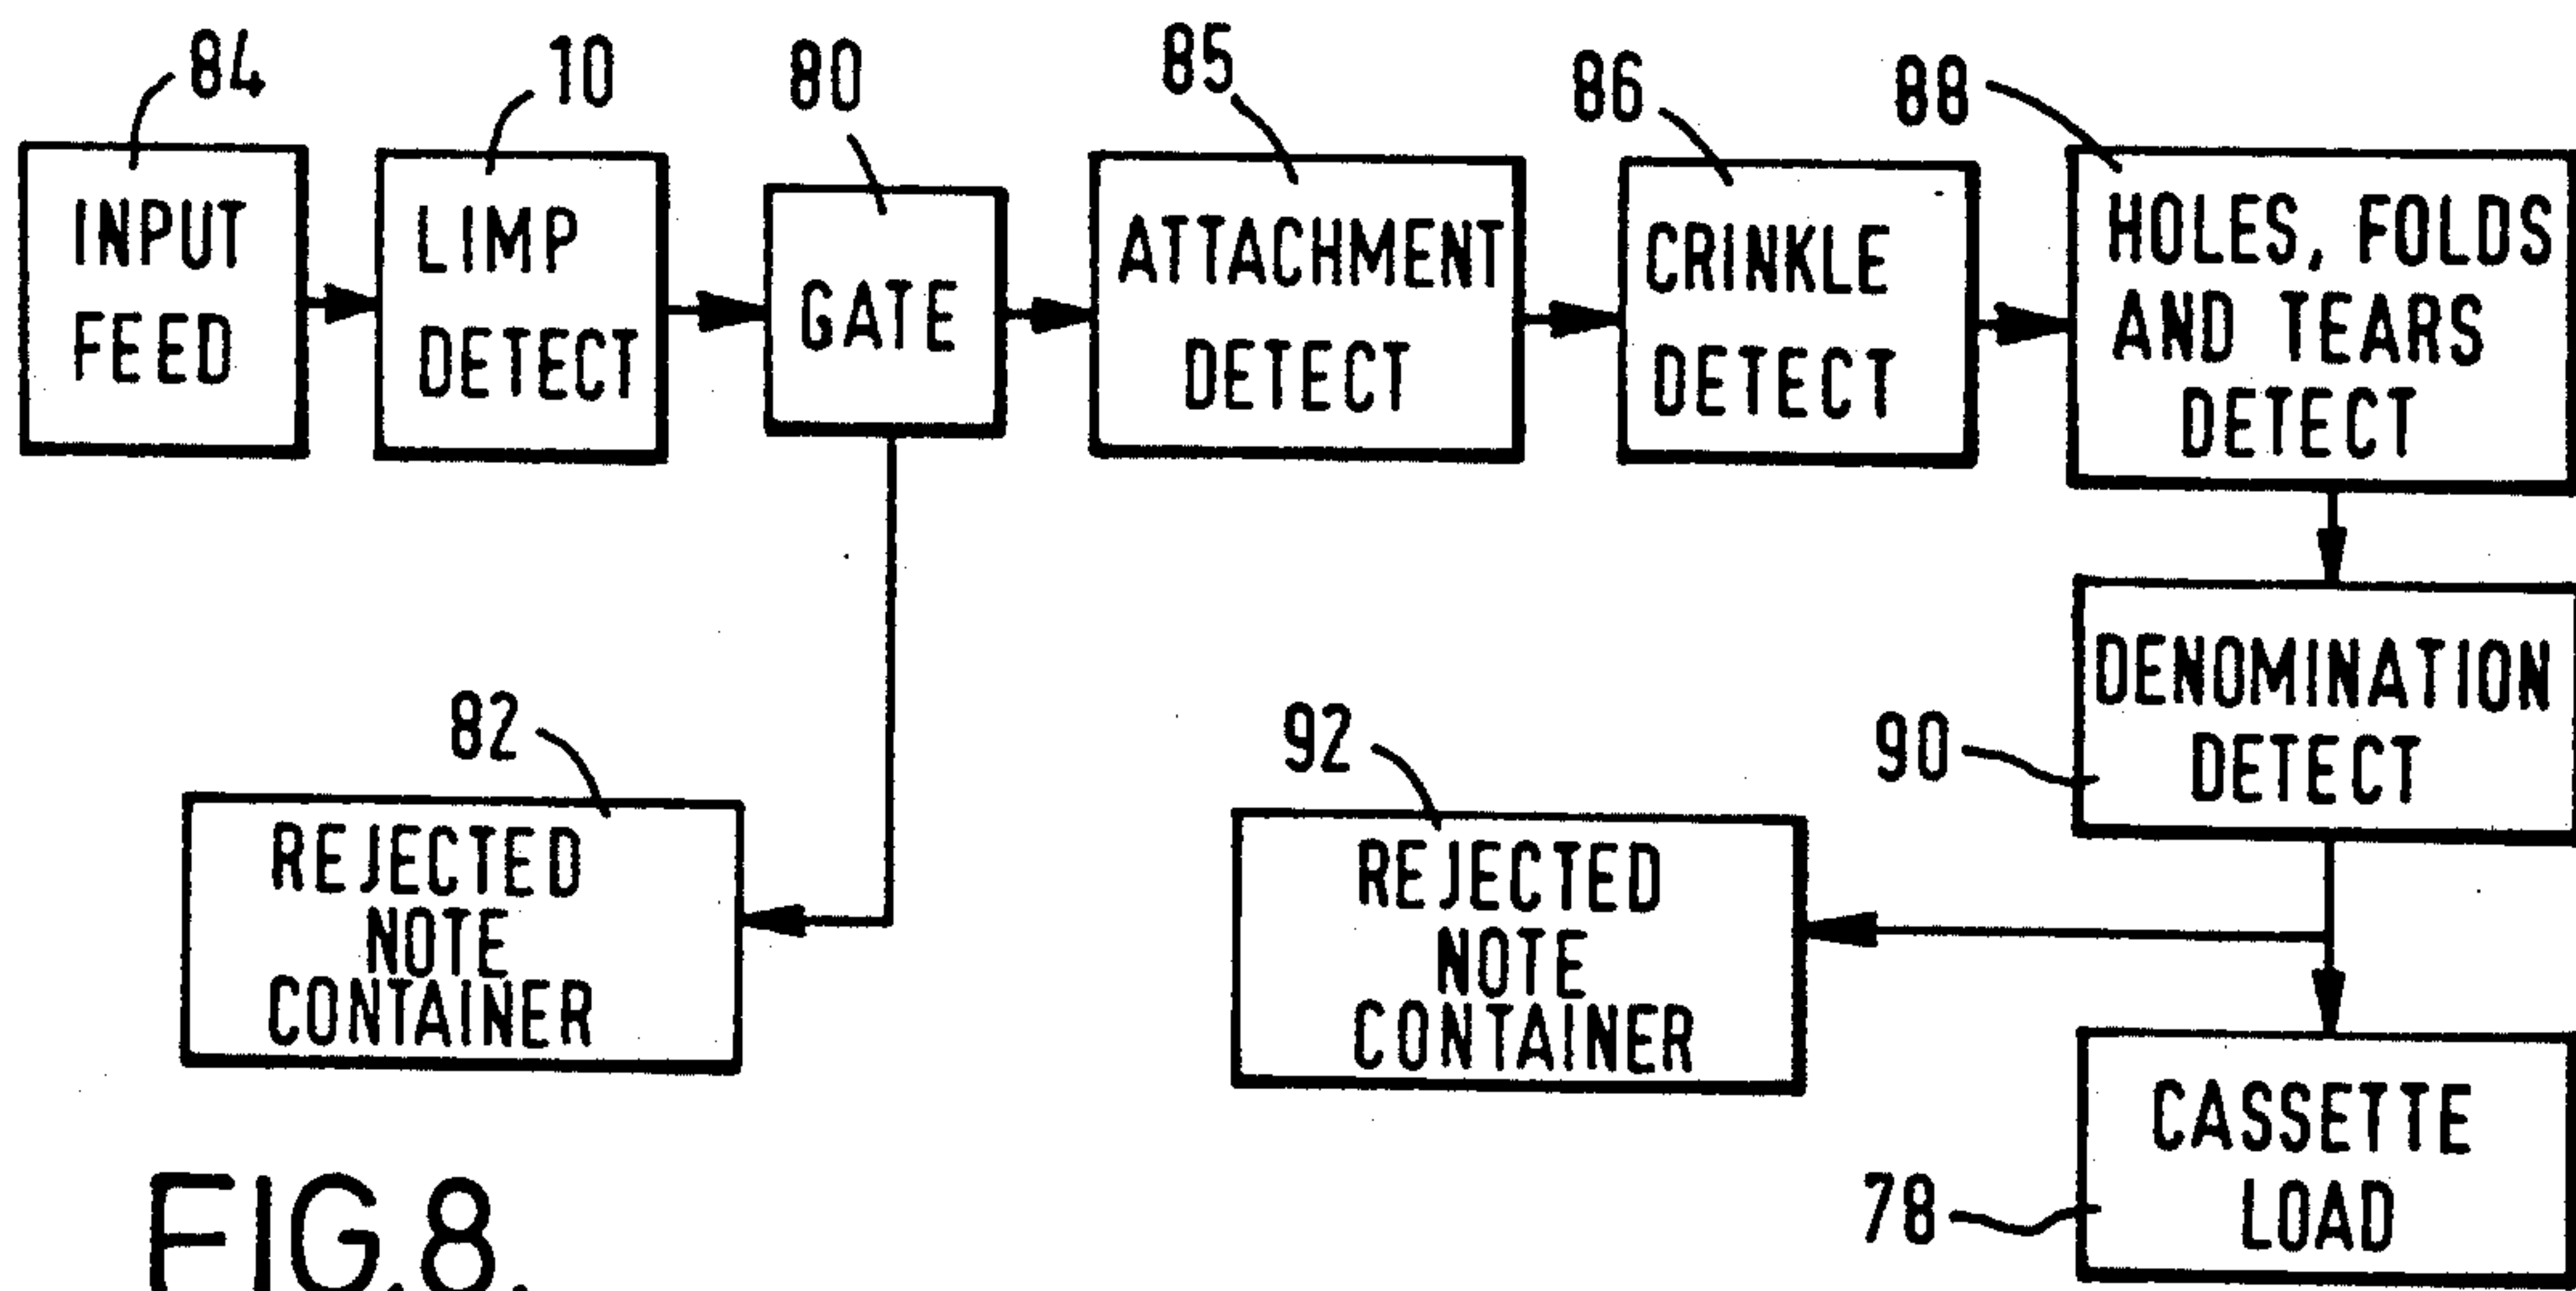 84
10
80
85
86
88
INPUT
FEED
LIMP
DETECT
GATE
ATTACHMENT
DETECT
CRINKLE
DETECT
HOLES, FOLDS
AND TEARS
DETECT
82
REJECTED
NOTE
CONTAINER
92
REJECTED
NOTE
CONTAINER
90
DENOMINATION
DETECT
78
CASSETTE
LOAD
FIG.8.